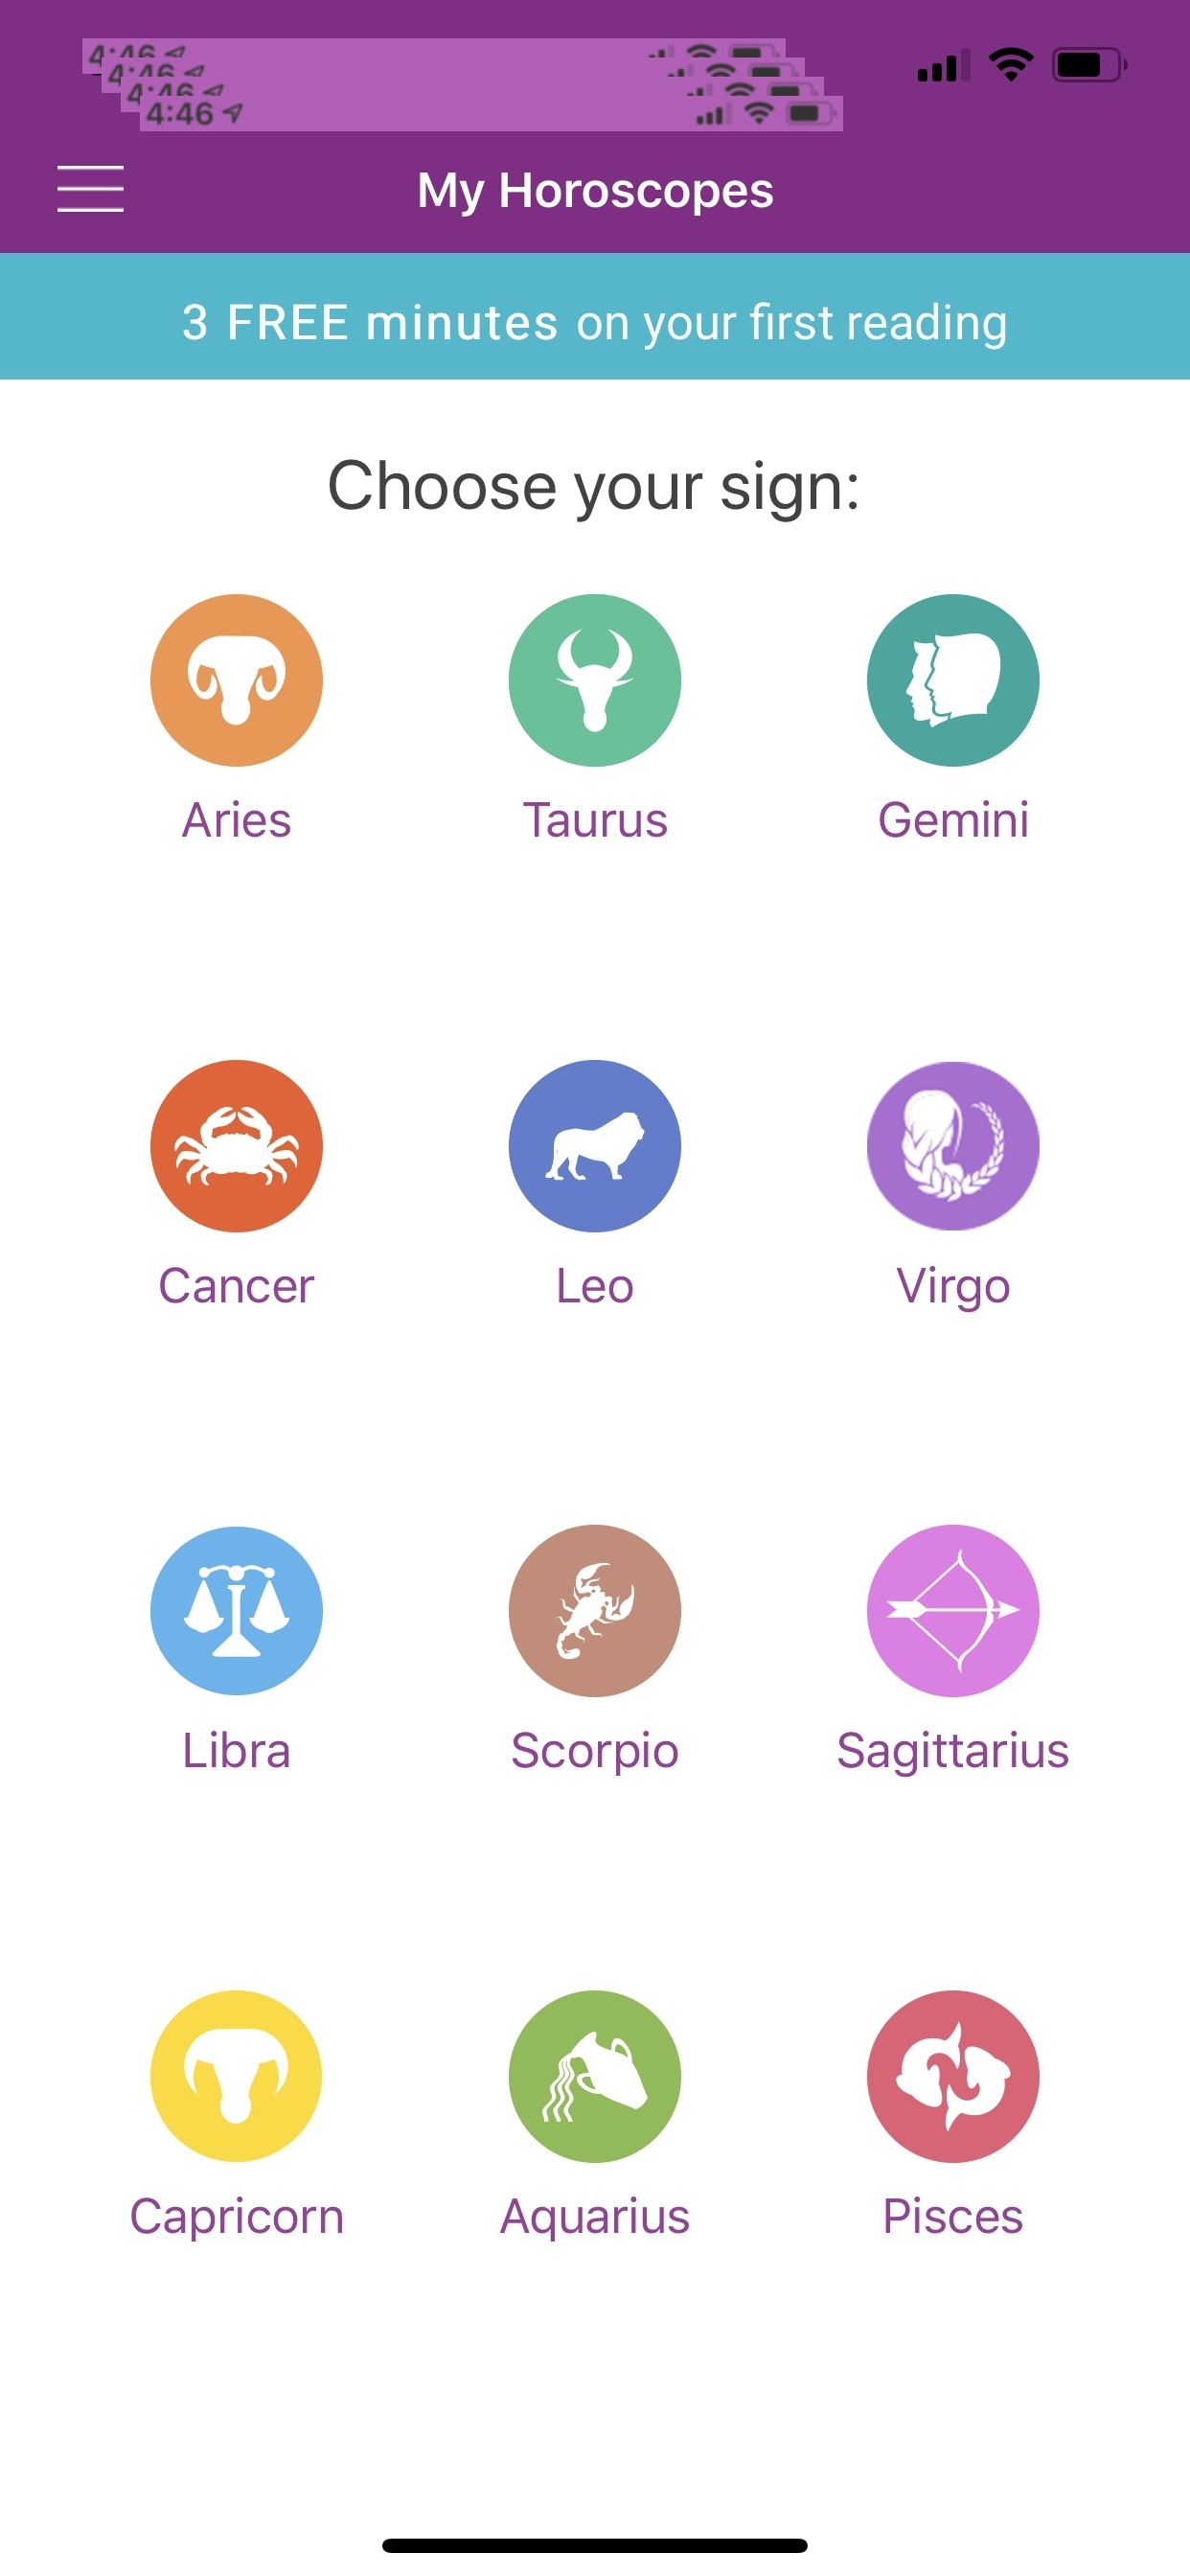 4:46
4:46
4:46
4:46
My Horoscopes
3 FREE minutes on your first reading
Choose your sign:
Aries Taurus Gemini
Cancer Leo Virgo
Libra Scorpio Sagittarius
Capricorn Aquarius Pisces